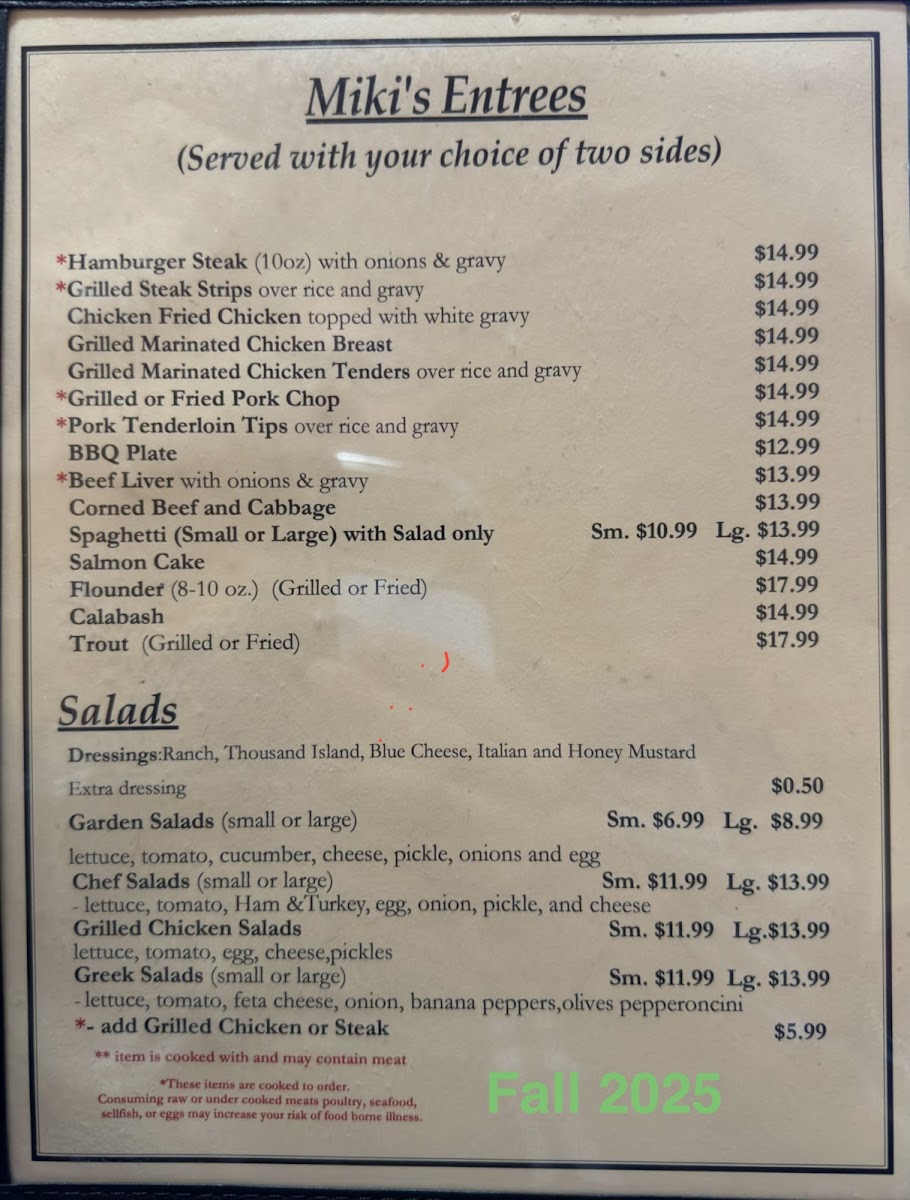 Miki's Entrees
(Served with your choice of two sides)
*Hamburger Steak (10oz) with onions & gravy $14.99
*Grilled Steak Strips over rice and gravy $14.99
Chicken Fried Chicken topped with white gravy $14.99
Grilled Marinated Chicken Breast $14.99
Grilled Marinated Chicken Tenders over rice and gravy $14.99
*Grilled or Fried Pork Chop $14.99
*Pork Tenderloin Tips over rice and gravy $14.99
BBQ Plate $12.99
*Beef Liver with onions & gravy $13.99
Corned Beef and Cabbage $13.99
Spaghetti (Small or Large) with Salad only Sm. $10.99 Lg. $13.99
Salmon Cake $14.99
Flounder (8-10 oz.) (Grilled or Fried) $17.99
Calabash $14.99
Trout (Grilled or Fried) $17.99
Salads
Dressings:Ranch, Thousand Island, Blue Cheese, Italian and Honey Mustard
Extra dressing $0.50
Garden Salads (small or large) Sm. $6.99 Lg. $8.99
lettuce, tomato, cucumber, cheese, pickle, onions and egg
Chef Salads (small or large) Sm. $11.99 Lg. $13.99
- lettuce, tomato, Ham &Turkey, egg, onion, pickle, and cheese
Grilled Chicken Salads Sm. $11.99 Lg.$13.99
lettuce, tomato, egg, cheese,pickles
Greek Salads (small or large) Sm. $11.99 Lg. $13.99
-lettuce, tomato, feta cheese, onion, banana peppers,olives pepperoncini
*- add Grilled Chicken or Steak $5.99
** item is cooked with and may contain meat
*These items are cooked to order.
Consuming raw or under cooked meats poultry, seafood,
sellfish, or eggs may increase your risk of food borne illness.
Fall 2025